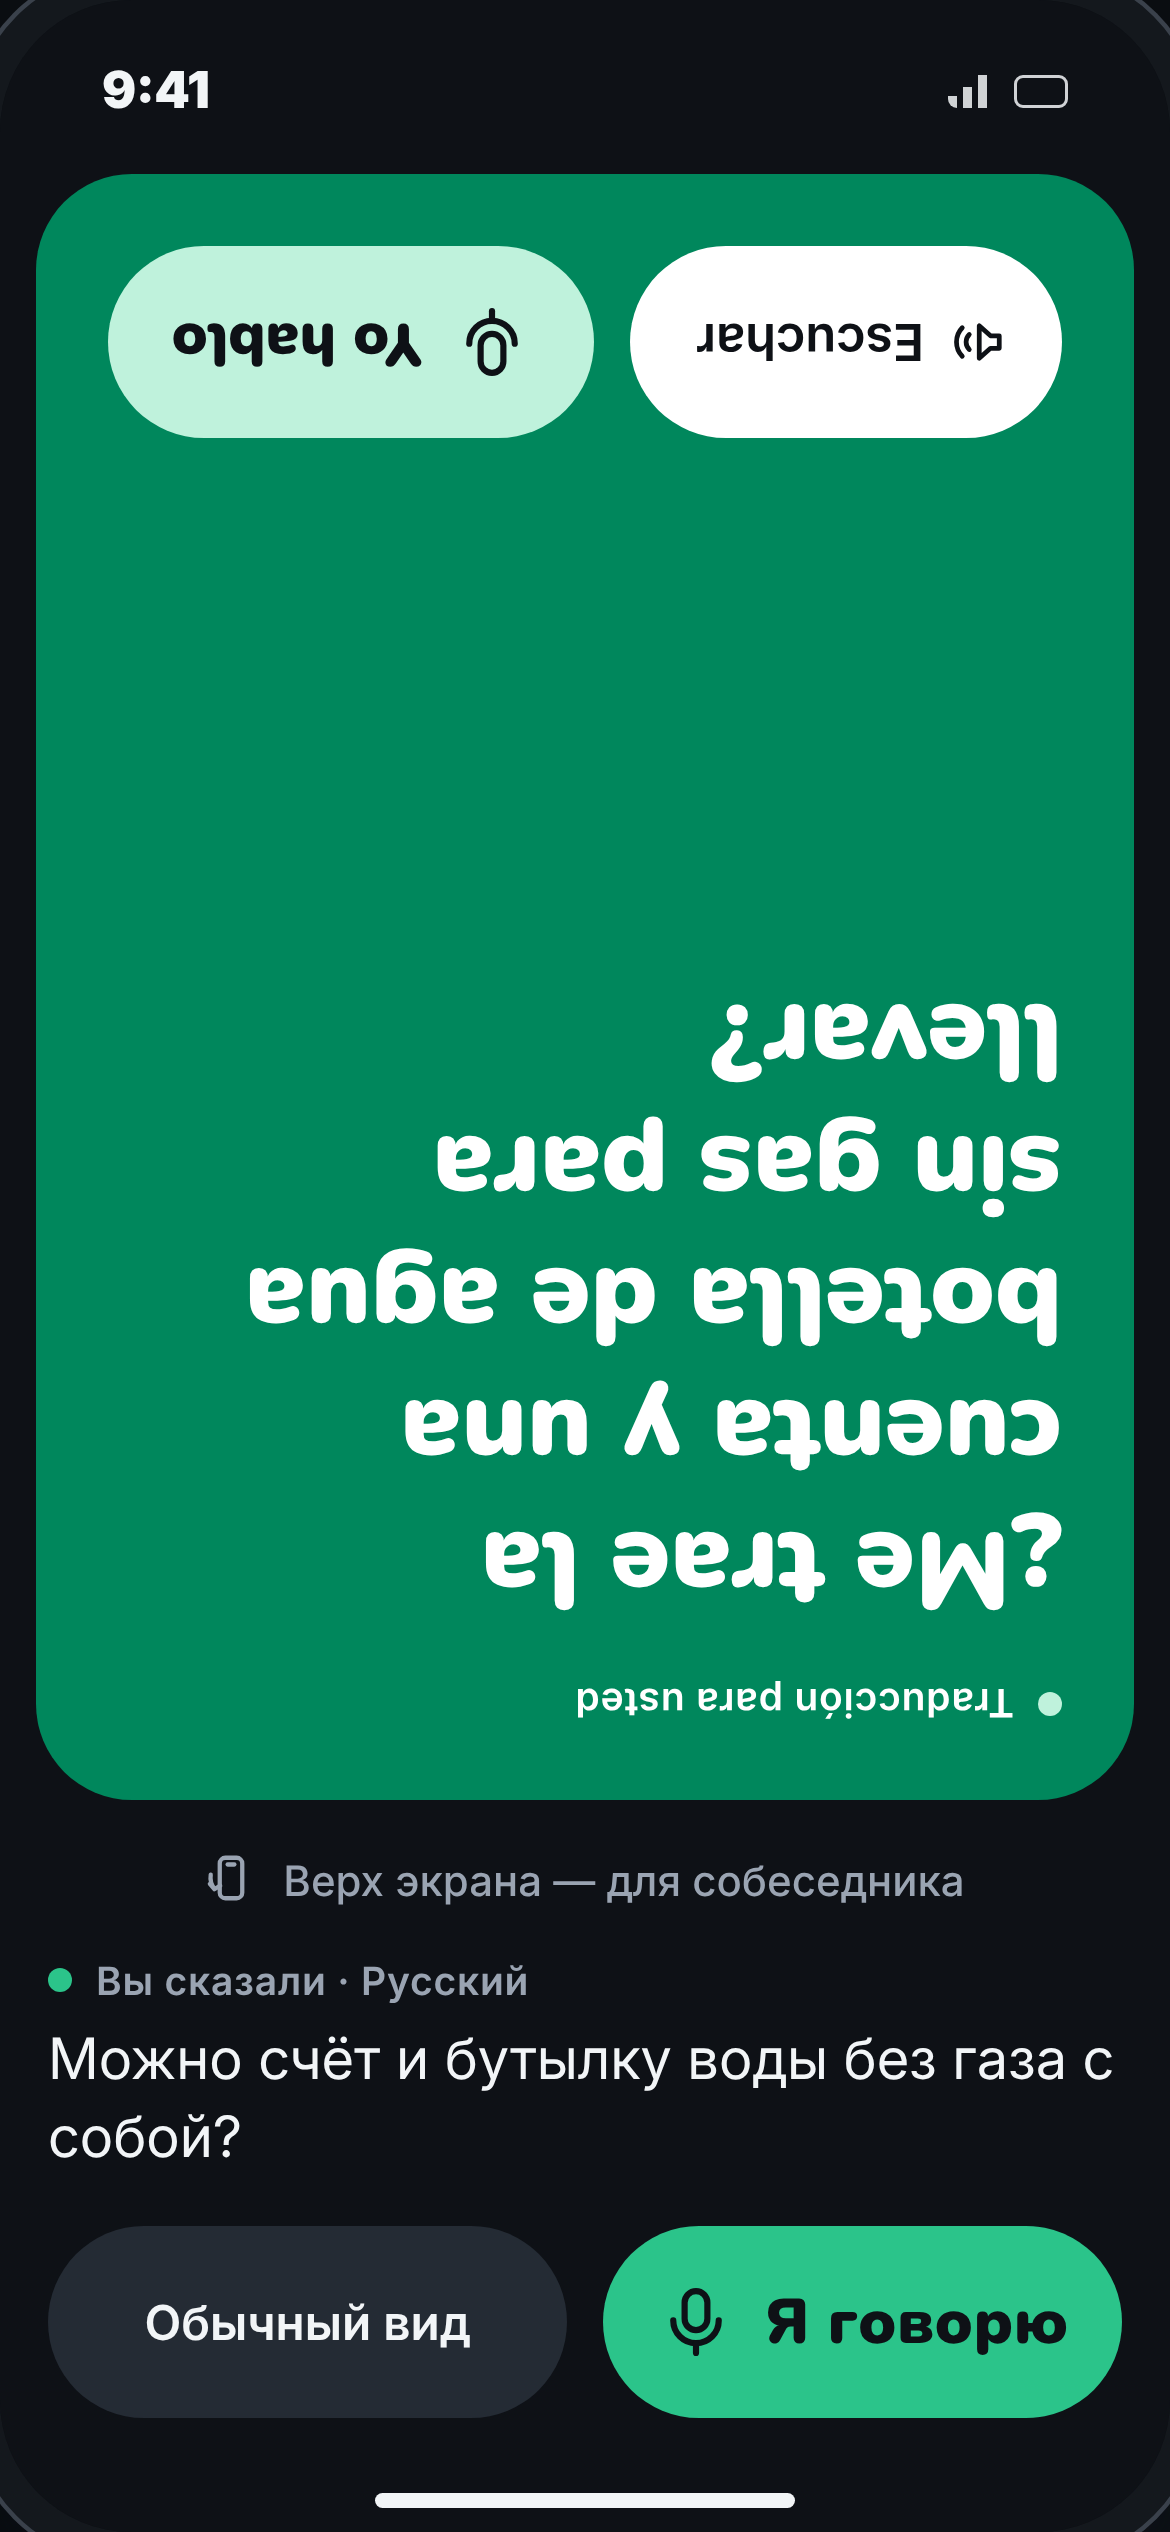 9:41
Traducción para usted
¿Me trae la
cuenta y una
botella de agua
sin gas para
llevar?
Escuchar
Yo hablo
Верх экрана — для собеседника
Вы сказали · Русский
Можно счёт и бутылку воды без газа с
собой?
Обычный вид
Я говорю